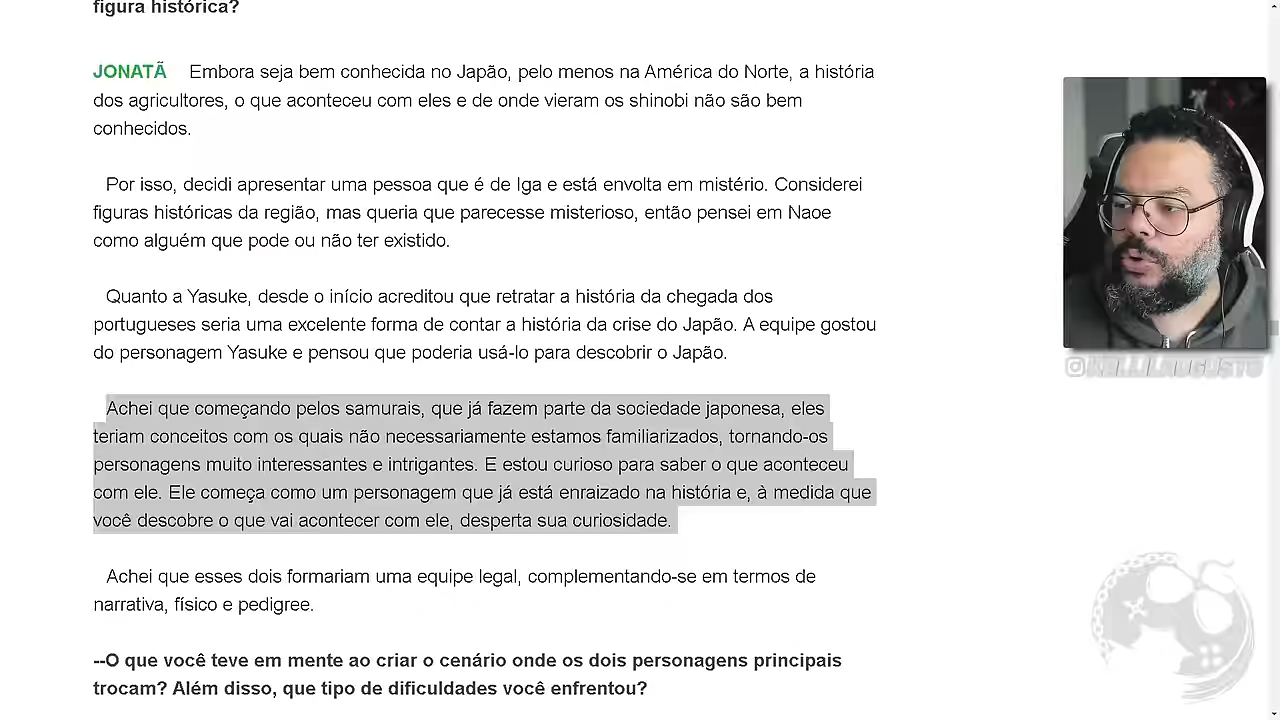 figura histórica?
JONATÃ Embora seja bem conhecida no Japão, pelo menos na América do Norte, a história
dos agricultores, o que aconteceu com eles e de onde vieram os shinobi não são bem
conhecidos.
Por isso, decidi apresentar uma pessoa que é de Iga e está envolta em mistério. Considerei
figuras históricas da região, mas queria que parecesse misterioso, então pensei em Naoe
como alguém que pode ou não ter existido.
Quanto a Yasuke, desde o início acreditou que retratar a história da chegada dos
portugueses seria uma excelente forma de contar a história da crise do Japão. A equipe gostou
do personagem Yasuke e pensou que poderia usá-lo para descobrir o Japão.
Achei que começando pelos samurais, que já fazem parte da sociedade japonesa, eles
teriam conceitos com os quais não necessariamente estamos familiarizados, tornando-os
personagens muito interessantes e intrigantes. E estou curioso para saber o que aconteceu
com ele. Ele começa como um personagem que já está enraizado na história e, à medida que
você descobre o que vai acontecer com ele, desperta sua curiosidade.
Achei que esses dois formariam uma equipe legal, complementando-se em termos de
narrativa, físico e pedigree.
--O que você teve em mente ao criar o cenário onde os dois personagens principais
trocam? Além disso, que tipo de dificuldades você enfrentou?